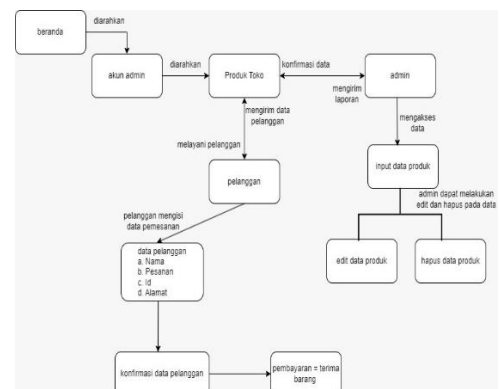 beranda
diarahkan
akun admin
diarahkan
Produk Toko
konfirmasi data
mengirim
laporan
admin
mengirim data
pelanggan
melayani pelanggan
mengakses
data
pelanggan
input data produk
admin dapat melakukan
edit dan hapus pada data
edit data produk
hapus data produk
pelanggan mengisi
data pemesanan
data pelanggan
a. Nama
b. Pesanan
c. Id
d. Alamat
konfirmasi data pelanggan
pembayaran = terima
barang